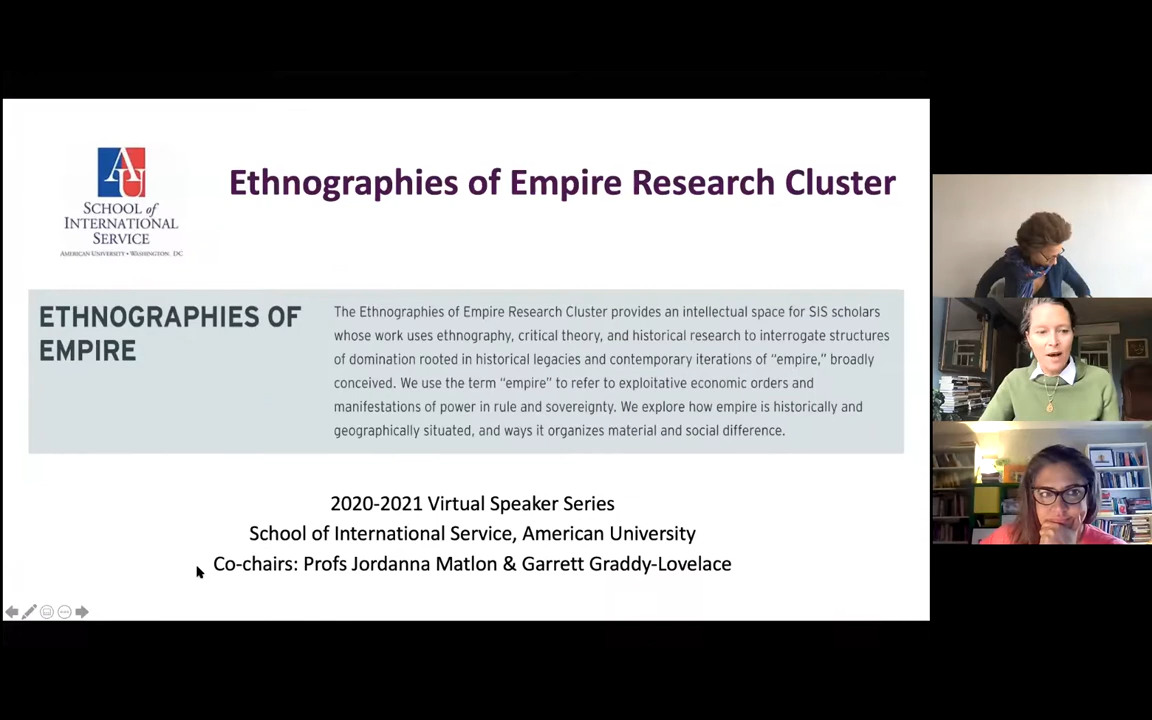 AU
SCHOOL of
INTERNATIONAL
SERVICE
AMERICAN UNIVERSITY • WASHINGTON, DC
Ethnographies of Empire Research Cluster
ETHNOGRAPHIES OF
EMPIRE
The Ethnographies of Empire Research Cluster provides an intellectual space for SIS scholars
whose work uses ethnography, critical theory, and historical research to interrogate structures
of domination rooted in historical legacies and contemporary iterations of “empire,” broadly
conceived. We use the term “empire” to refer to exploitative economic orders and
manifestations of power in rule and sovereignty. We explore how empire is historically and
geographically situated, and ways it organizes material and social difference.
2020-2021 Virtual Speaker Series
School of International Service, American University
Co-chairs: Profs Jordanna Matlon & Garrett Graddy-Lovelace